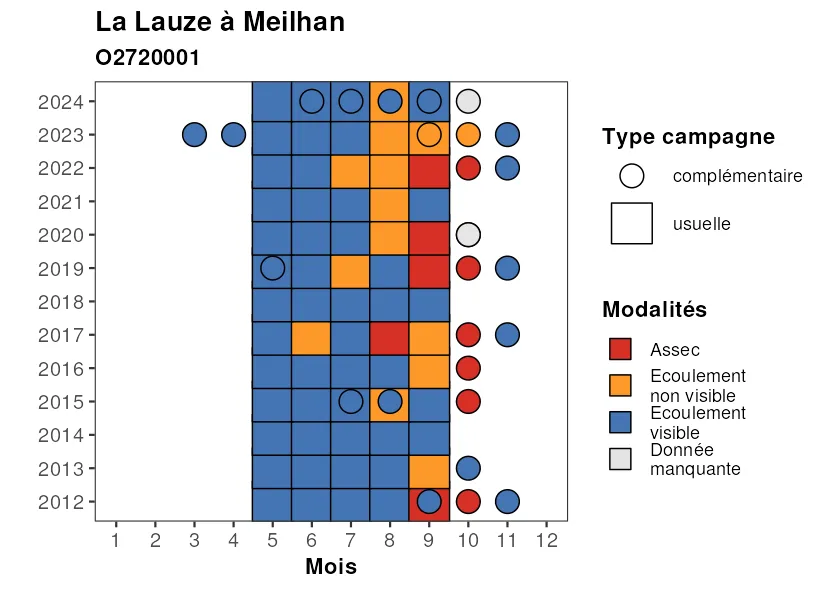 La Lauze à Meilhan
O2720001
2024
2023
2022
2021
2020
2019
2018
2017
2016
2015
2014
2013
2012
1 2 3 4 5 6 7 8 9 10 11 12
Mois
Type campagne
complémentaire
usuelle
Modalités
Assec
Ecoulement
non visible
Ecoulement
visible
Donnée
manquante